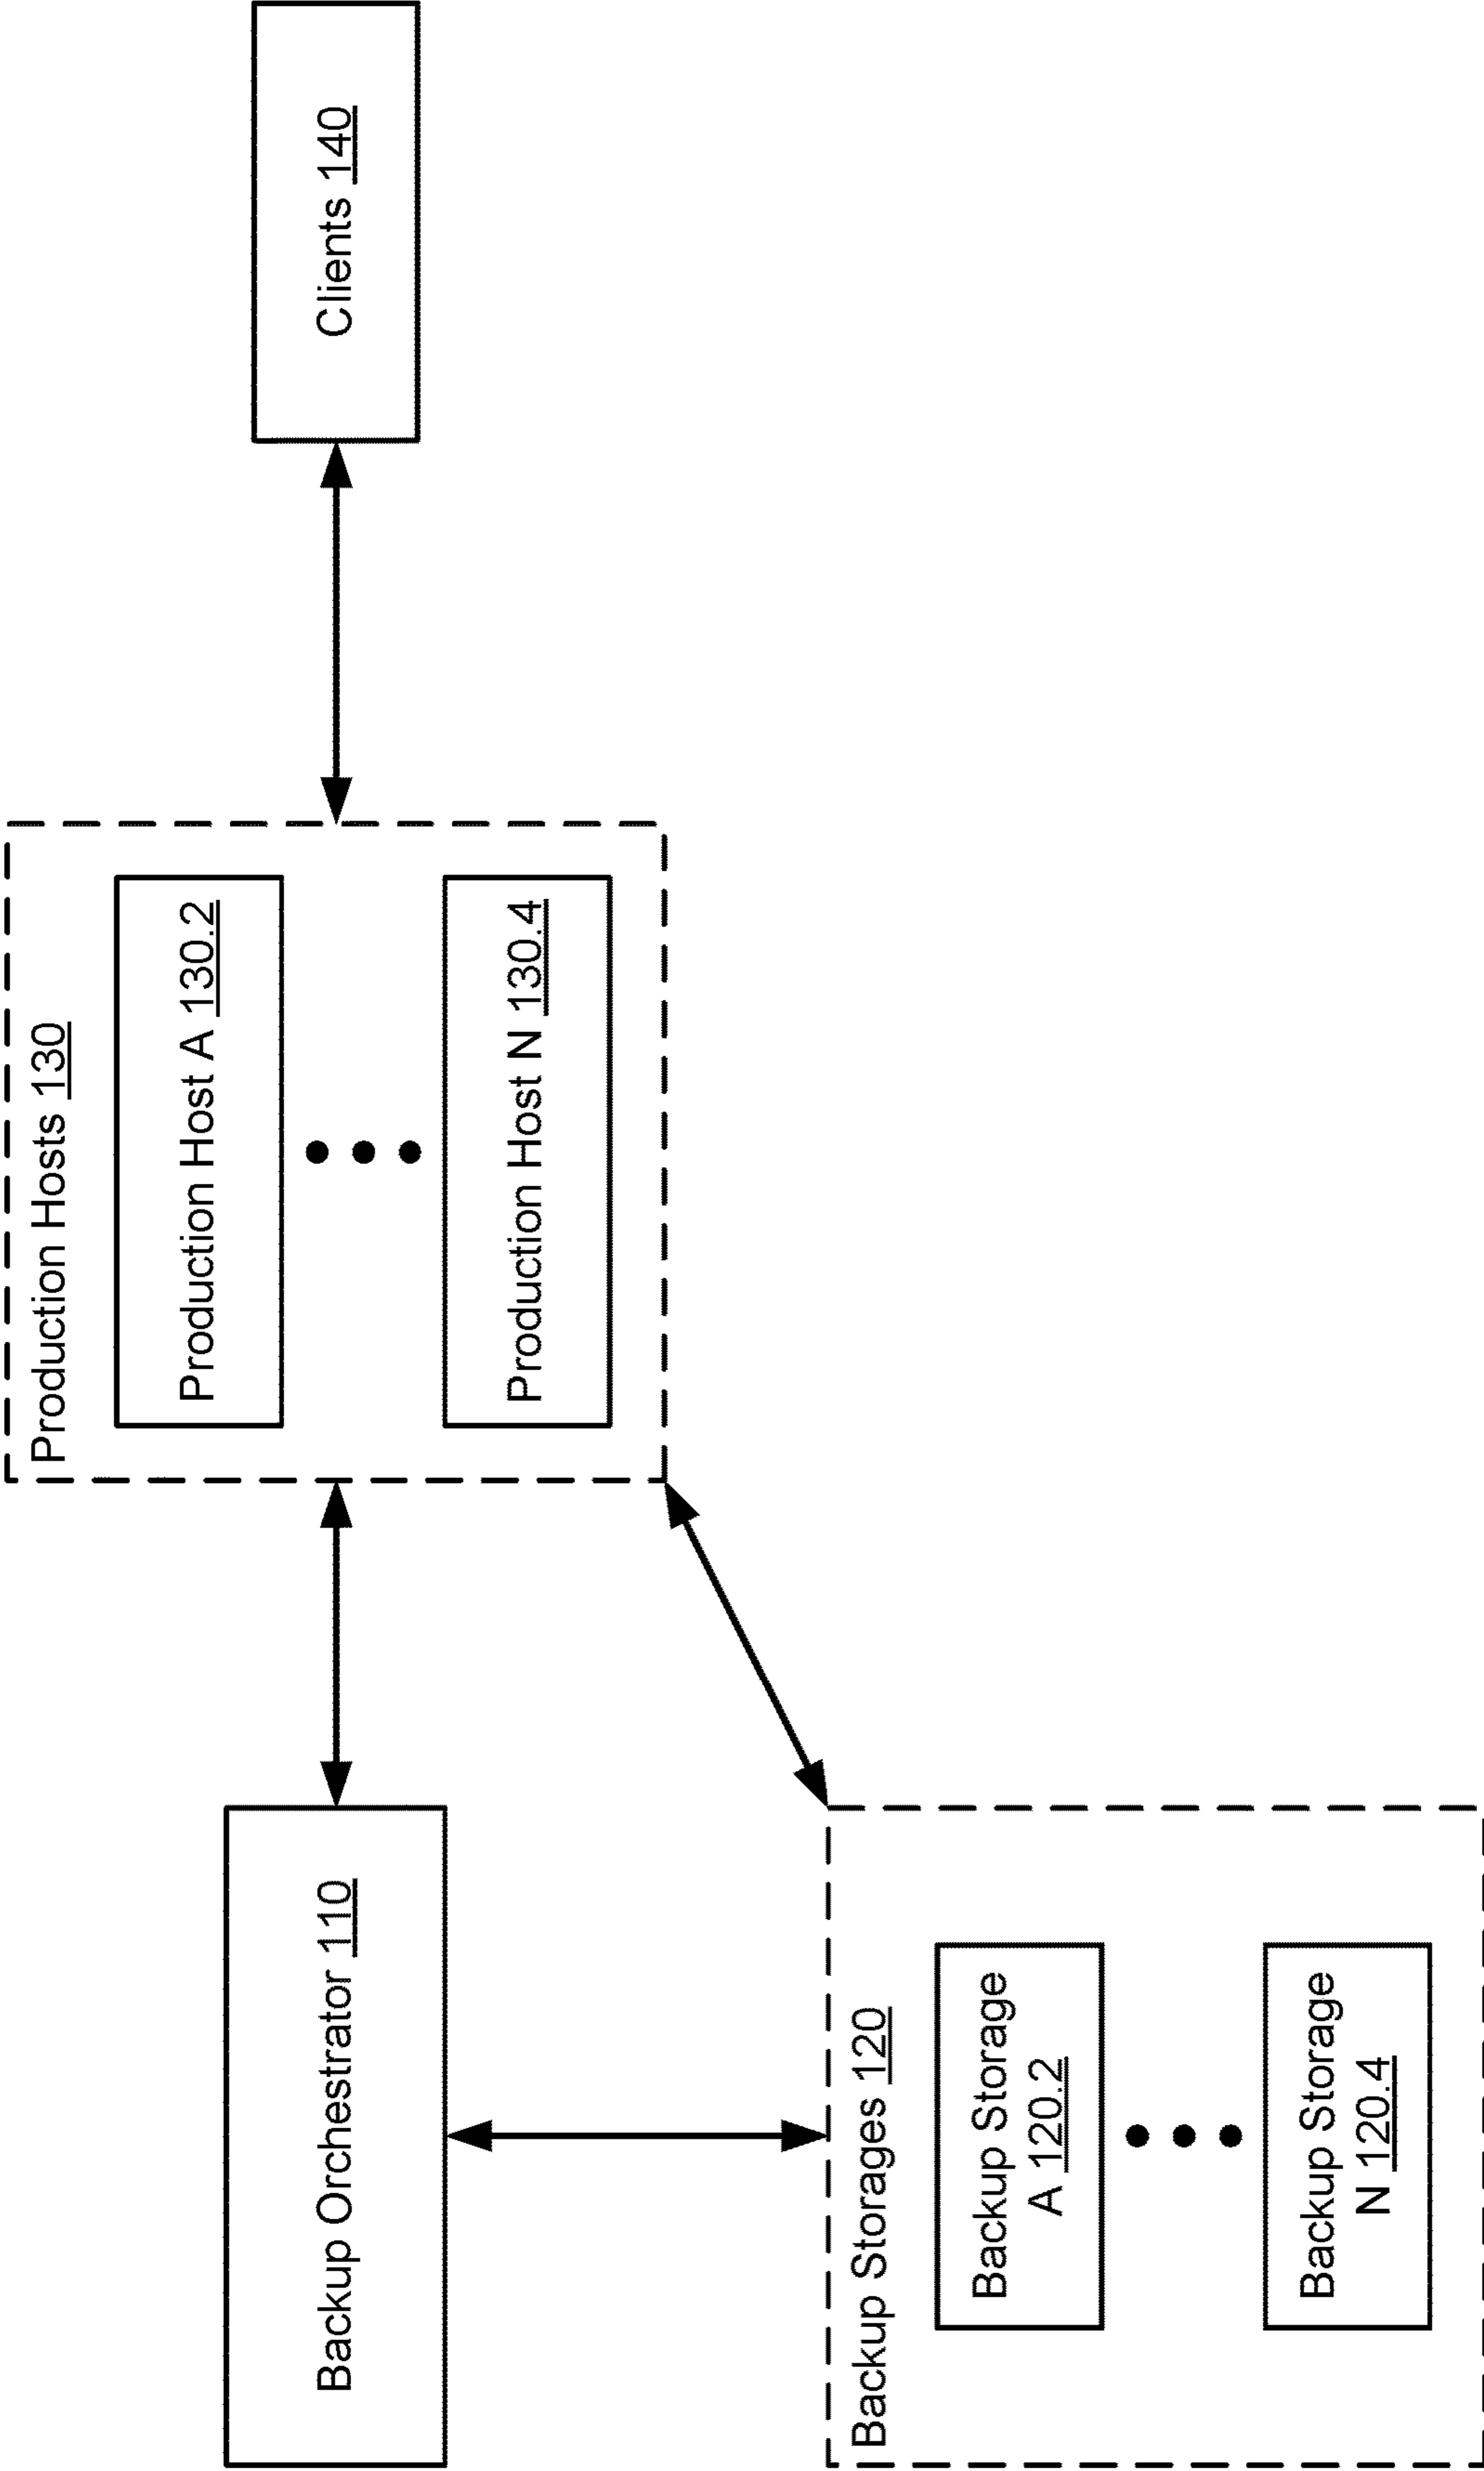 Backup Orchestrator 110
Production Hosts 130
Production Host A 130.2
Production Host N 130.4
Clients 140
Backup Storages 120
Backup Storage
A 120.2
Backup Storage
N 120.4